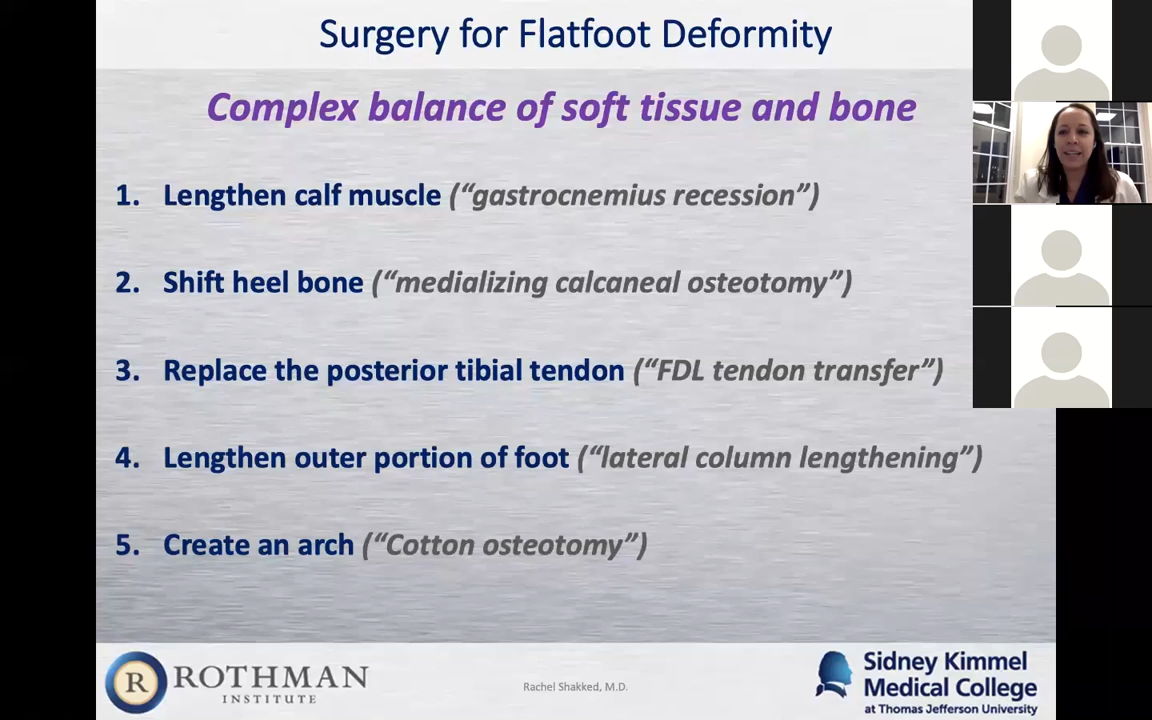 Surgery for Flatfoot Deformity
Complex balance of soft tissue and bone
1. Lengthen calf muscle (“gastrocnemius recession”)
2. Shift heel bone (“medializing calcaneal osteotomy”)
3. Replace the posterior tibial tendon (“FDL tendon transfer”)
4. Lengthen outer portion of foot (“lateral column lengthening”)
5. Create an arch (“Cotton osteotomy”)
R ROTHMAN
INSTITUTE
Rachel Shakked, M.D.
Sidney Kimmel
Medical College
at Thomas Jefferson University